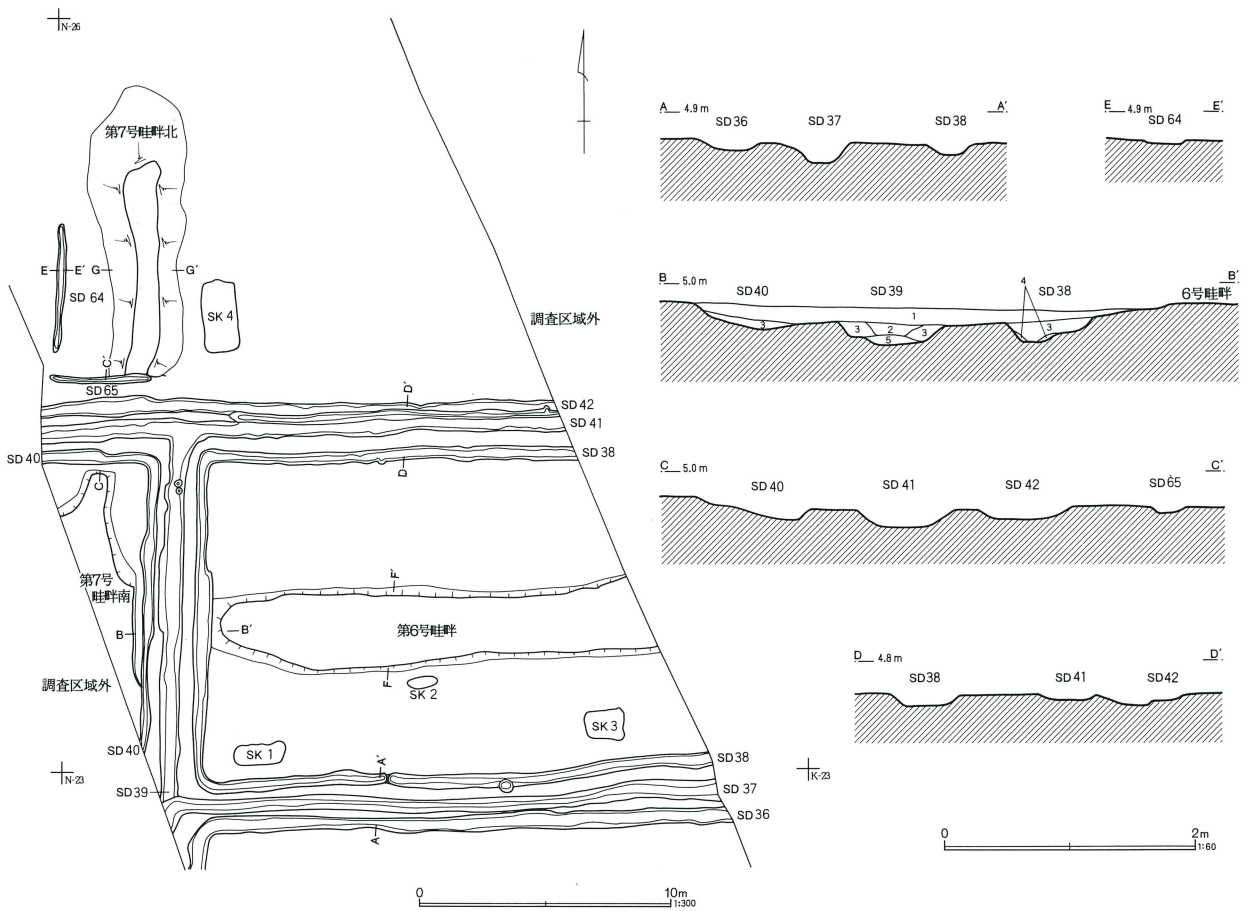 N-26
第7号畦畔北
E E' G G'
SD 64
SK 4
調査区域外
C'
SD 65
D'
SD 42
SD 41
SD 40
SD 38
C
D
第7号
畦畔南
F'
B
B'
第6号畦畔
F
SK 2
調査区域外
SK 3
SK 1
A'
SD 40
SD 38
N-23
K-23
SD 39
SD 37
SD 36
A
0 10m
1:300
A 4.9 m A'
SD 36 SD 37 SD 38
E 4.9 m E'
SD 64
B 5.0 m B'
SD 40 SD 39 SD 38 6号畦畔
4
1
3 3 2 3 3
5
C 5.0 m C'
SD 40 SD 41 SD 42 SD 65
D 4.8 m D'
SD 38 SD 41 SD 42
0 2m
1:60